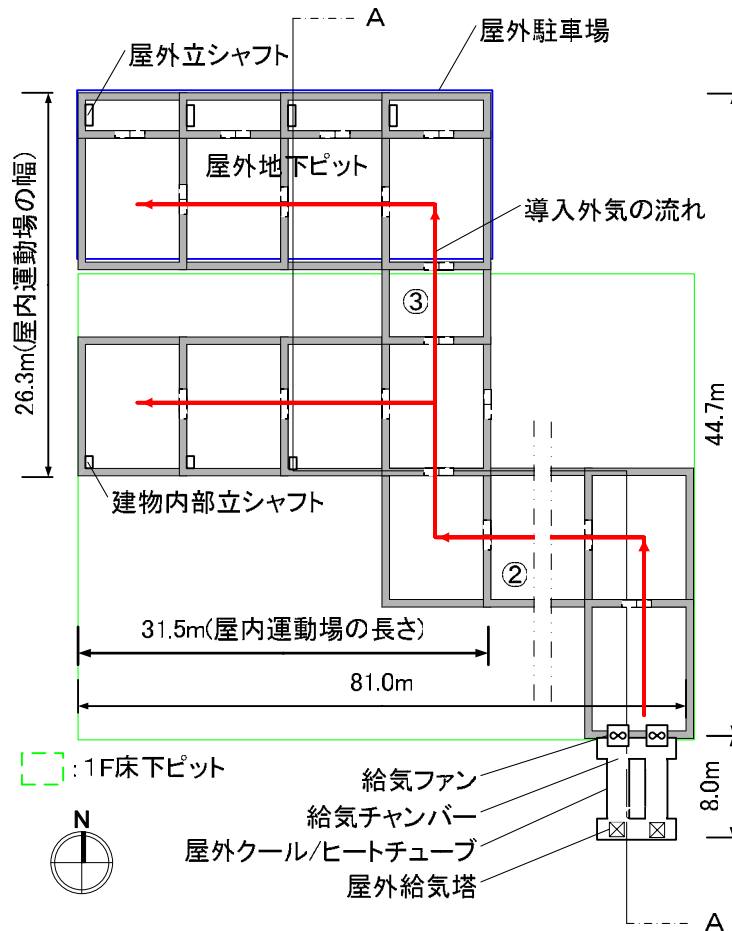 A
屋外駐車場
屋外立シャフト
屋外地下ピット
導入外気の流れ
26.3m(屋内運動場の幅)
③
44.7m
建物内部立シャフト
②
31.5m(屋内運動場の長さ)
81.0m
:1F床下ピット
給気ファン
給気チャンバー
8.0m
屋外クール/ヒートチューブ
屋外給気塔
N
A